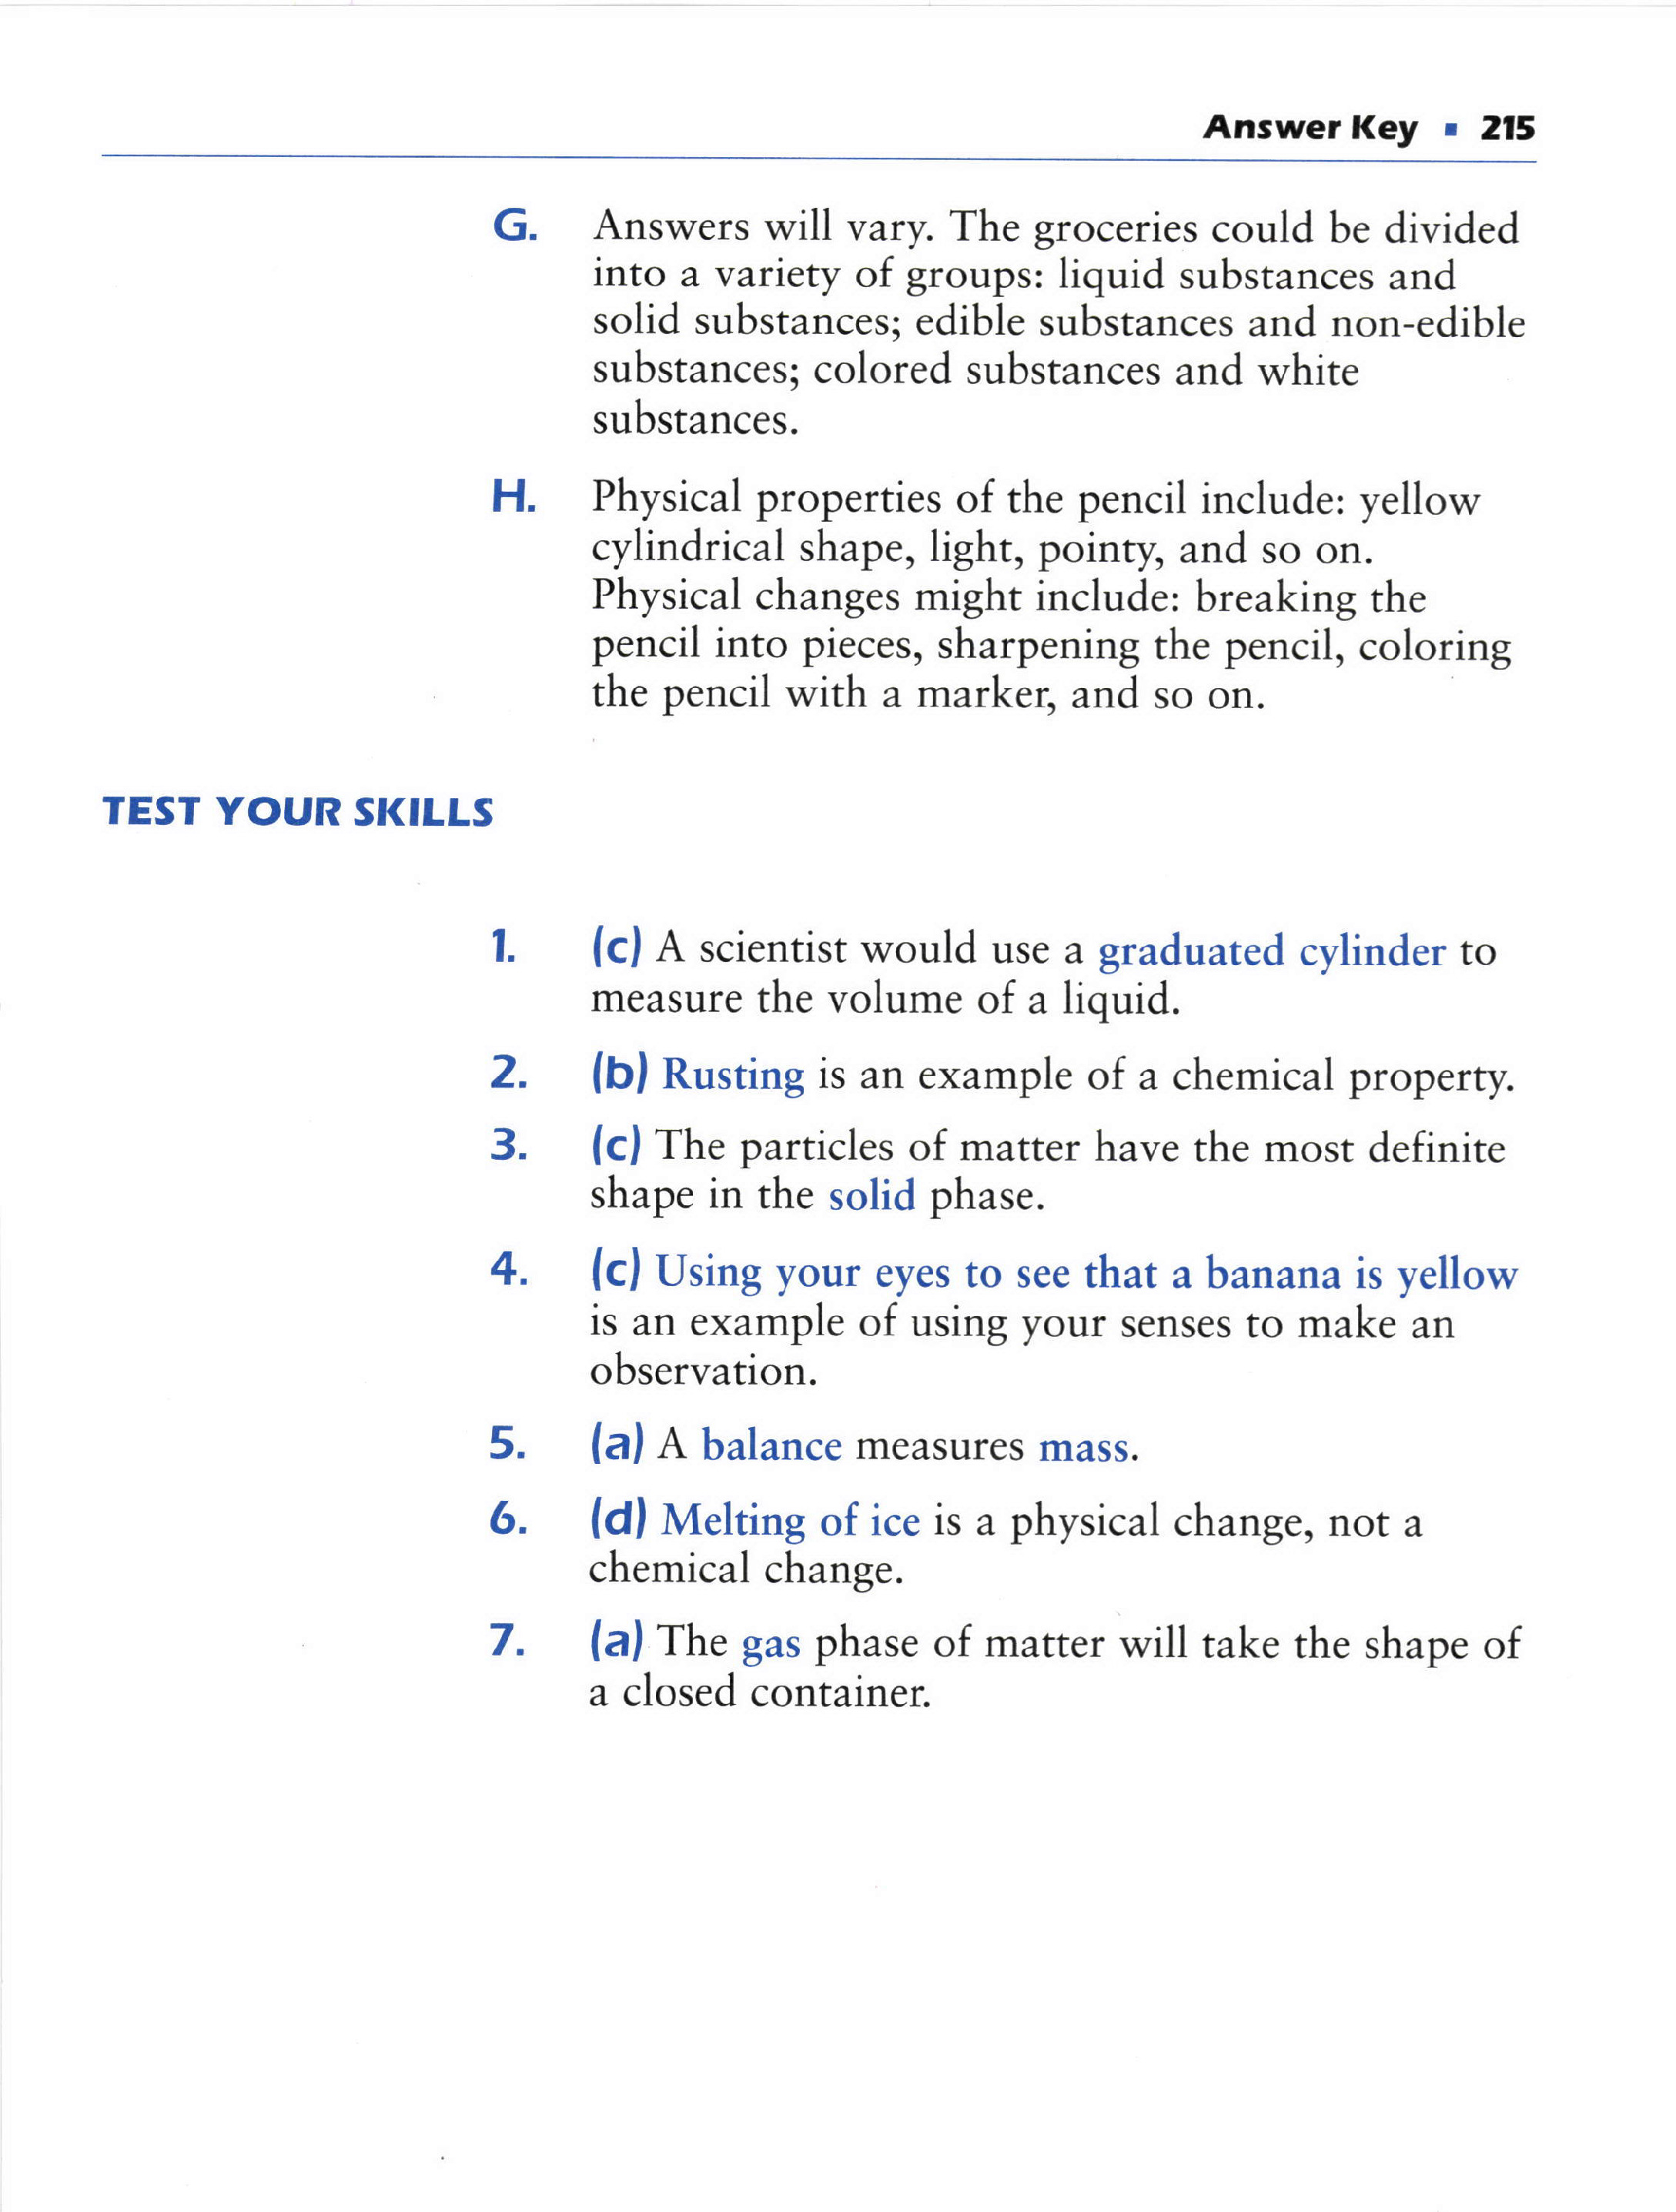 Answer Key ▪ 215
G. Answers will vary. The groceries could be divided
into a variety of groups: liquid substances and
solid substances; edible substances and non-edible
substances; colored substances and white
substances.
H. Physical properties of the pencil include: yellow
cylindrical shape, light, pointy, and so on.
Physical changes might include: breaking the
pencil into pieces, sharpening the pencil, coloring
the pencil with a marker, and so on.
TEST YOUR SKILLS
1. (c) A scientist would use a graduated cylinder to
measure the volume of a liquid.
2. (b) Rusting is an example of a chemical property.
3. (c) The particles of matter have the most definite
shape in the solid phase.
4. (c) Using your eyes to see that a banana is yellow
is an example of using your senses to make an
observation.
5. (a) A balance measures mass.
6. (d) Melting of ice is a physical change, not a
chemical change.
7. (a) The gas phase of matter will take the shape of
a closed container.